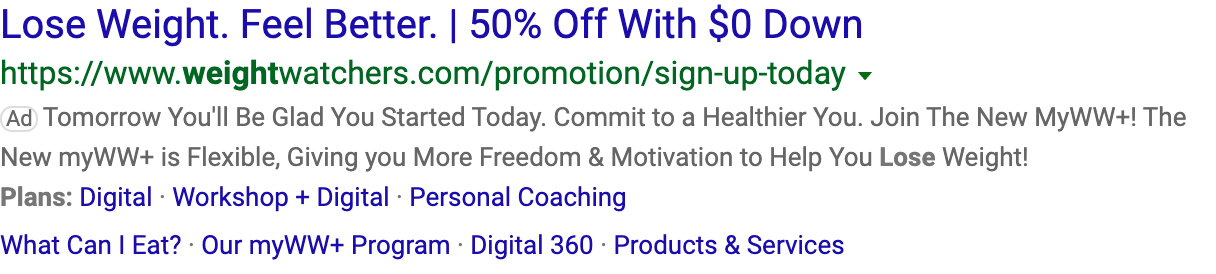 Lose Weight. Feel Better. | 50% Off With $0 Down
https://www.weightwatchers.com/promotion/sign-up-today
Ad Tomorrow You'll Be Glad You Started Today. Commit to a Healthier You. Join The New MyWW+! The
New myWW+ is Flexible, Giving you More Freedom & Motivation to Help You Lose Weight!
Plans: Digital · Workshop + Digital · Personal Coaching
What Can I Eat? · Our myWW+ Program · Digital 360 · Products & Services